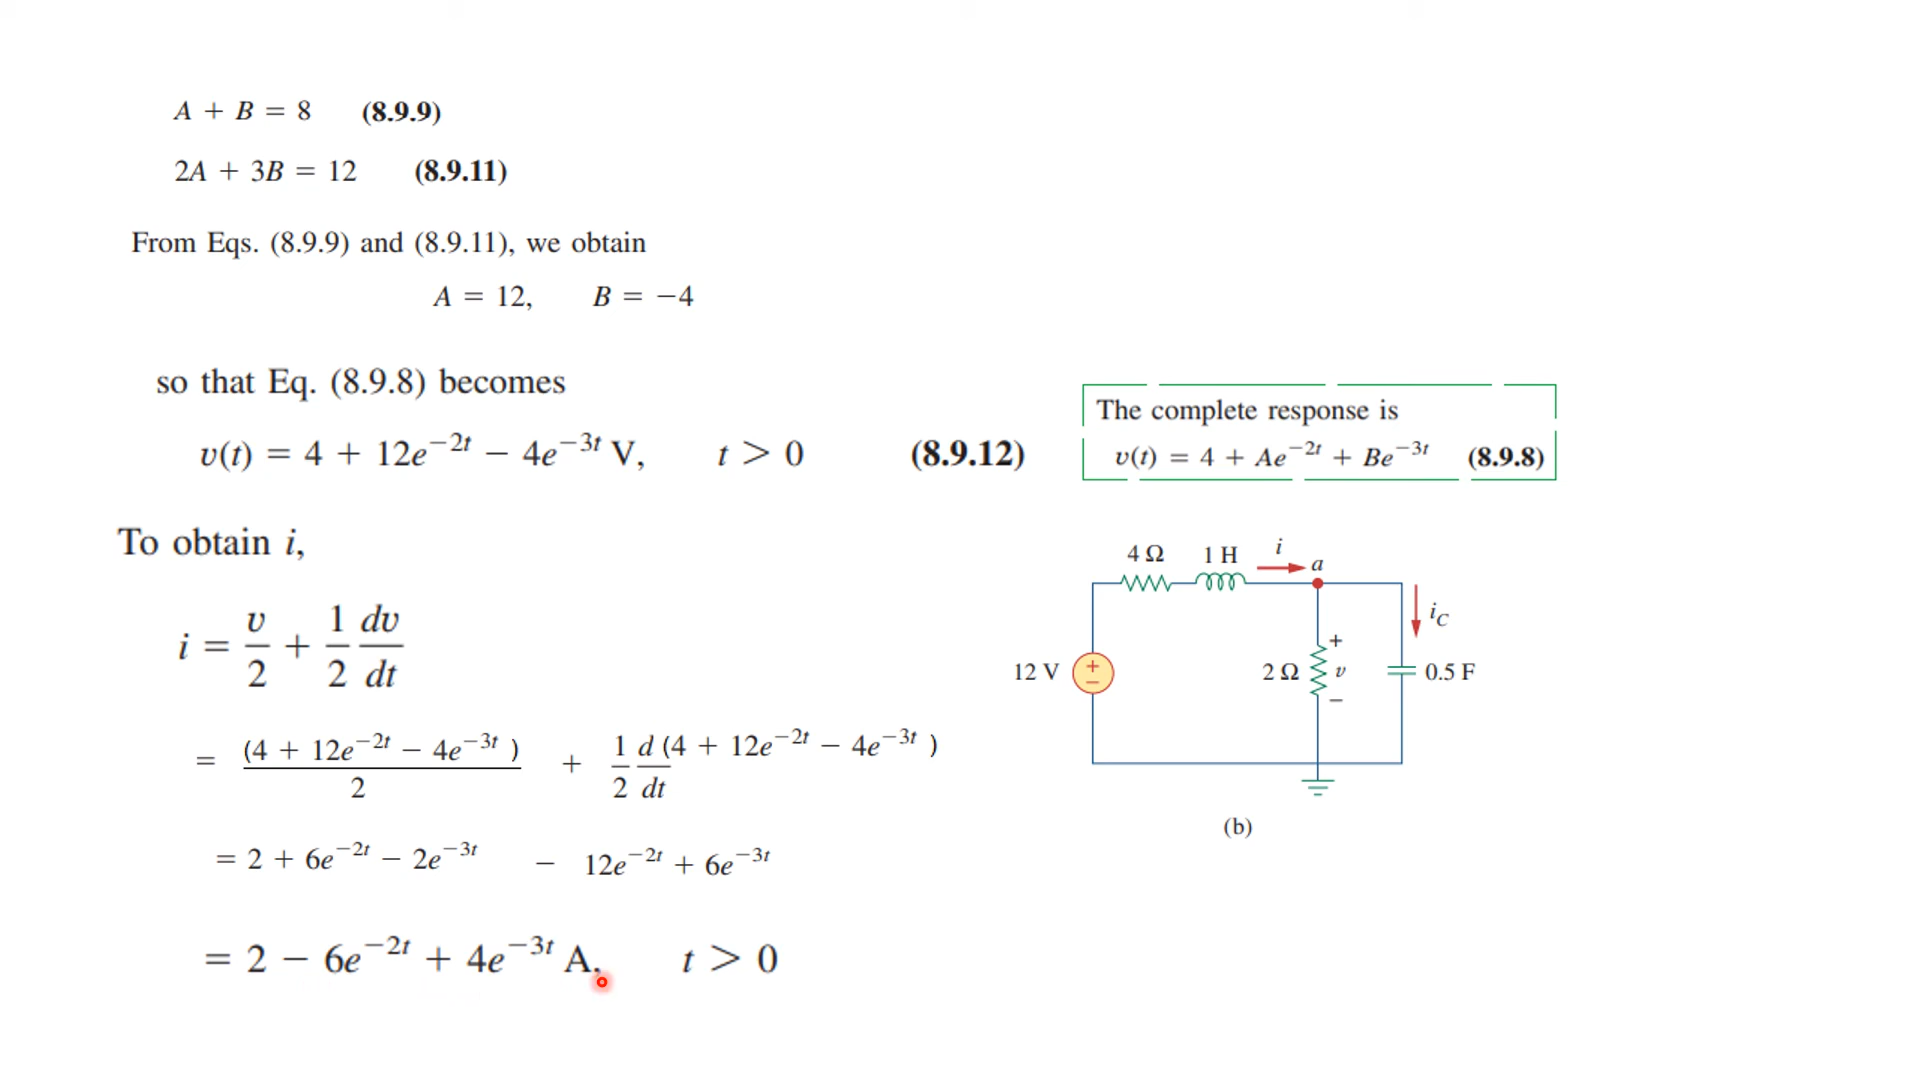 A + B = 8 (8.9.9)
2A + 3B = 12 (8.9.11)
From Eqs. (8.9.9) and (8.9.11), we obtain
A = 12, B = −4
so that Eq. (8.9.8) becomes
v(t) = 4 + 12e^−2t − 4e^−3t V, t > 0 (8.9.12)
The complete response is
v(t) = 4 + Ae^−2t + Be^−3t (8.9.8)
To obtain i,
i = v/2 + 1/2 dv/dt
= (4 + 12e^−2t − 4e^−3t )/2 + 1/2 d/dt (4 + 12e^−2t − 4e^−3t )
= 2 + 6e^−2t − 2e^−3t − 12e^−2t + 6e^−3t
= 2 − 6e^−2t + 4e^−3t A, t > 0
4 Ω 1 H i a
iC
12 V + − 2 Ω + v − 0.5 F
(b)